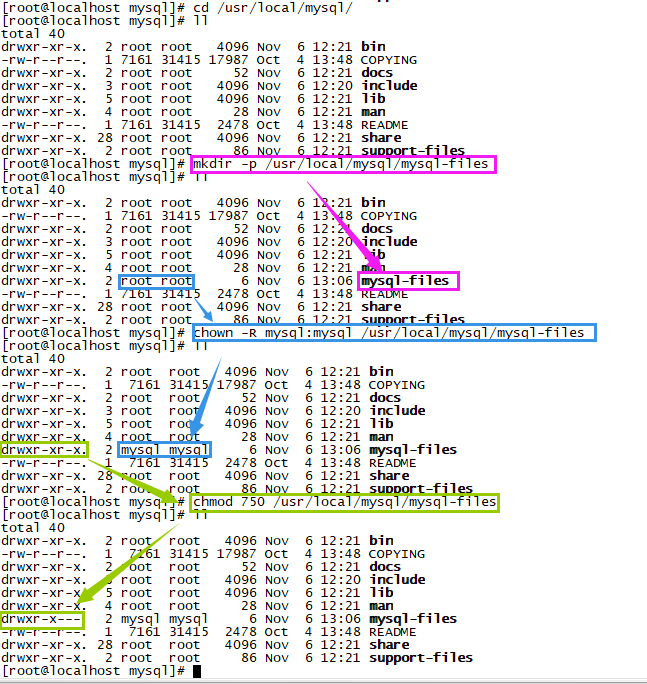 [root@localhost mysql]# cd /usr/local/mysql/
[root@localhost mysql]# ll
total 40
drwxr-xr-x.  2 root root   4096 Nov  6 12:21 bin
-rw-r--r--.  1 7161 31415 17987 Oct  4 13:48 COPYING
drwxr-xr-x.  2 root root     52 Nov  6 12:21 docs
drwxr-xr-x.  3 root root   4096 Nov  6 12:20 include
drwxr-xr-x.  5 root root   4096 Nov  6 12:21 lib
drwxr-xr-x.  4 root root     28 Nov  6 12:21 man
-rw-r--r--.  1 7161 31415  2478 Oct  4 13:48 README
drwxr-xr-x. 28 root root   4096 Nov  6 12:21 share
drwxr-xr-x.  2 root root     86 Nov  6 12:21 support-files
[root@localhost mysql]# mkdir -p /usr/local/mysql/mysql-files
[root@localhost mysql]# ll
total 40
drwxr-xr-x.  2 root root   4096 Nov  6 12:21 bin
-rw-r--r--.  1 7161 31415 17987 Oct  4 13:48 COPYING
drwxr-xr-x.  2 root root     52 Nov  6 12:21 docs
drwxr-xr-x.  3 root root   4096 Nov  6 12:20 include
drwxr-xr-x.  5 root root   4096 Nov  6 12:21 lib
drwxr-xr-x.  4 root root     28 Nov  6 12:21 man
drwxr-xr-x.  2 root root      6 Nov  6 13:06 mysql-files
-rw-r--r--.  1 7161 31415  2478 Oct  4 13:48 README
drwxr-xr-x. 28 root root   4096 Nov  6 12:21 share
drwxr-xr-x.  2 root root     86 Nov  6 12:21 support-files
[root@localhost mysql]# chown -R mysql:mysql /usr/local/mysql/mysql-files
[root@localhost mysql]# ll
total 40
drwxr-xr-x.  2 root  root   4096 Nov  6 12:21 bin
-rw-r--r--.  1  7161 31415 17987 Oct  4 13:48 COPYING
drwxr-xr-x.  2 root  root     52 Nov  6 12:21 docs
drwxr-xr-x.  3 root  root   4096 Nov  6 12:20 include
drwxr-xr-x.  5 root  root   4096 Nov  6 12:21 lib
drwxr-xr-x.  4 root  root     28 Nov  6 12:21 man
drwxr-xr-x.  2 mysql mysql     6 Nov  6 13:06 mysql-files
-rw-r--r--.  1  7161 31415  2478 Oct  4 13:48 README
drwxr-xr-x. 28 root  root   4096 Nov  6 12:21 share
drwxr-xr-x.  2 root  root     86 Nov  6 12:21 support-files
[root@localhost mysql]# chmod 750 /usr/local/mysql/mysql-files
[root@localhost mysql]# ll
total 40
drwxr-xr-x.  2 root  root   4096 Nov  6 12:21 bin
-rw-r--r--.  1  7161 31415 17987 Oct  4 13:48 COPYING
drwxr-xr-x.  2 root  root     52 Nov  6 12:21 docs
drwxr-xr-x.  3 root  root   4096 Nov  6 12:20 include
drwxr-xr-x.  5 root  root   4096 Nov  6 12:21 lib
drwxr-xr-x.  4 root  root     28 Nov  6 12:21 man
drwxr-x---  2 mysql mysql     6 Nov  6 13:06 mysql-files
-rw-r--r--.  1  7161 31415  2478 Oct  4 13:48 README
drwxr-xr-x. 28 root  root   4096 Nov  6 12:21 share
drwxr-xr-x.  2 root  root     86 Nov  6 12:21 support-files
[root@localhost mysql]#